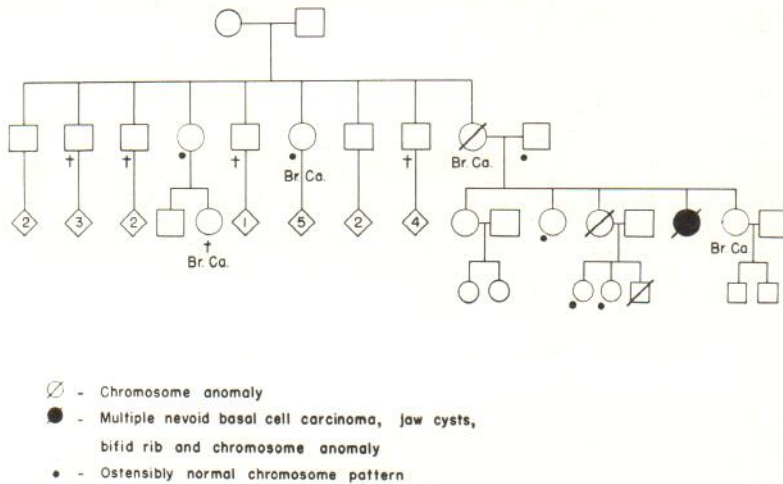 † † † †
Br. Ca. Br. Ca.
2 3 2 1 5 2 4
†
Br. Ca.
Br. Ca.
- Chromosome anomaly
- Multiple nevoid basal cell carcinoma, jaw cysts,
bifid rib and chromosome anomaly
- Ostensibly normal chromosome pattern